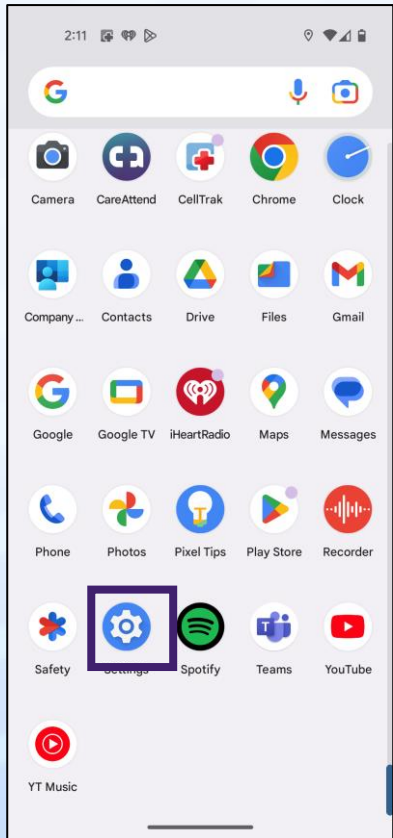 2:11
Camera CareAttend CellTrak Chrome Clock
Company ... Contacts Drive Files Gmail
Google Google TV iHeartRadio Maps Messages
Phone Photos Pixel Tips Play Store Recorder
Safety Settings Spotify Teams YouTube
YT Music